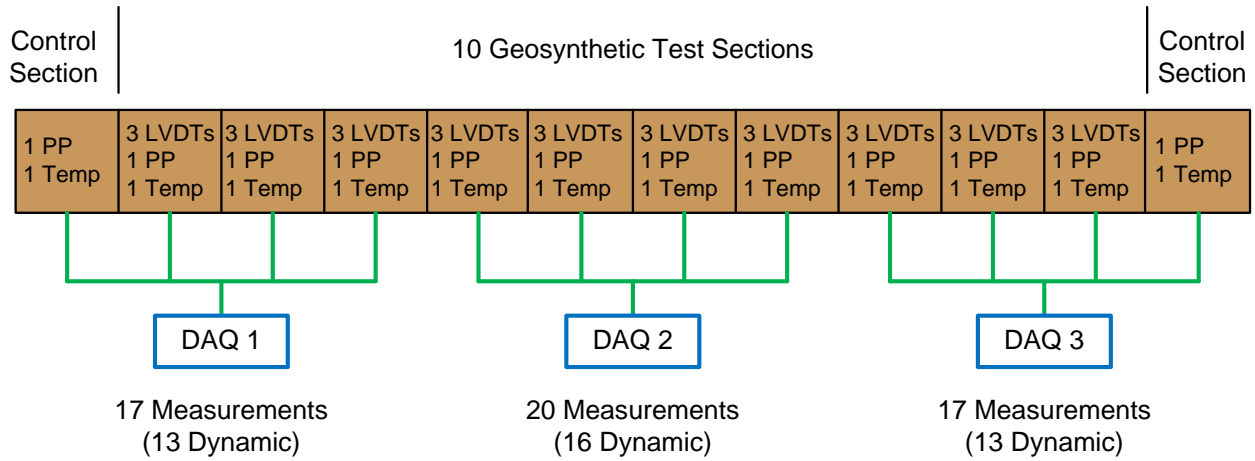 Control
Section
10 Geosynthetic Test Sections
Control
Section
1 PP
1 Temp
3 LVDTs
1 PP
1 Temp
3 LVDTs
1 PP
1 Temp
3 LVDTs
1 PP
1 Temp
3 LVDTs
1 PP
1 Temp
3 LVDTs
1 PP
1 Temp
3 LVDTs
1 PP
1 Temp
3 LVDTs
1 PP
1 Temp
3 LVDTs
1 PP
1 Temp
3 LVDTs
1 PP
1 Temp
3 LVDTs
1 PP
1 Temp
1 PP
1 Temp
DAQ 1
DAQ 2
DAQ 3
17 Measurements
(13 Dynamic)
20 Measurements
(16 Dynamic)
17 Measurements
(13 Dynamic)